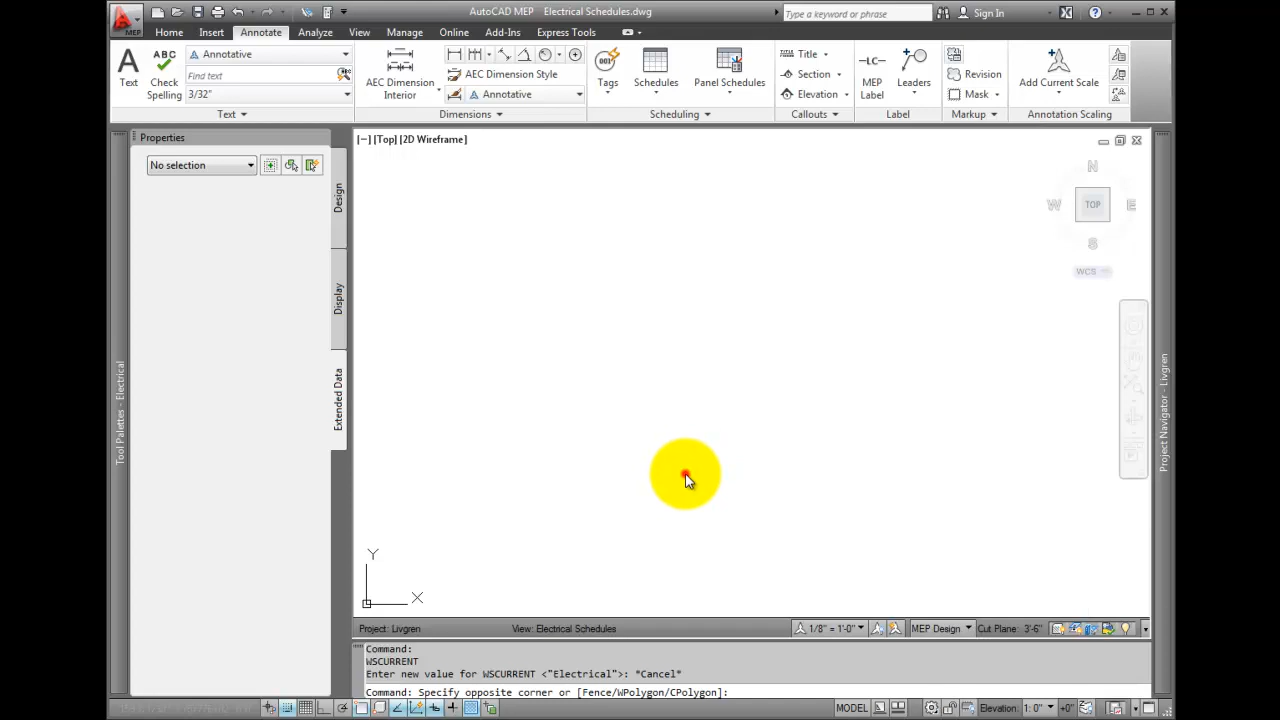 AutoCAD MEP Electrical Schedules.dwg
Type a keyword or phrase
Sign In
MEP
Home Insert Annotate Analyze View Manage Online Add-Ins Express Tools
Text
ABC
Check
Spelling
Annotative
Find text
3/32"
Text
AEC Dimension
Interior
AEC Dimension Style
Annotative
Dimensions
001
Tags
Schedules
Panel Schedules
Scheduling
Title
Section
Elevation
Callouts
-LC-
MEP
Label
Leaders
Label
Revision
Mask
Markup
Add Current Scale
Annotation Scaling
Properties
No selection
Design
Display
Extended Data
Tool Palettes - Electrical
[−] [Top] [2D Wireframe]
N
W TOP E
S
WCS
Project Navigator - Livgren
Y
X
Project: Livgren View: Electrical Schedules 1/8" = 1'-0" MEP Design Cut Plane: 3'-6"
Command:
WSCURRENT
Enter new value for WSCURRENT <"Electrical">: *Cancel*
Command: Specify opposite corner or [Fence/WPolygon/CPolygon]:
MODEL Elevation: 1: 0" +0"